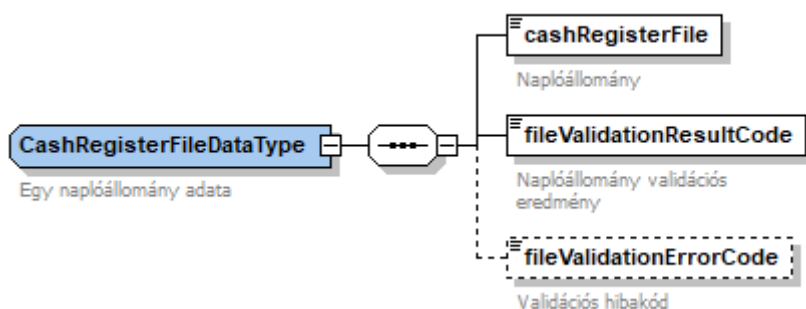 cashRegisterFile
Naplóállomány
CashRegisterFileDataType
Egy naplóállomány adata
fileValidationResultCode
Naplóállomány validációs
eredmény
fileValidationErrorCode
Validációs hibakód